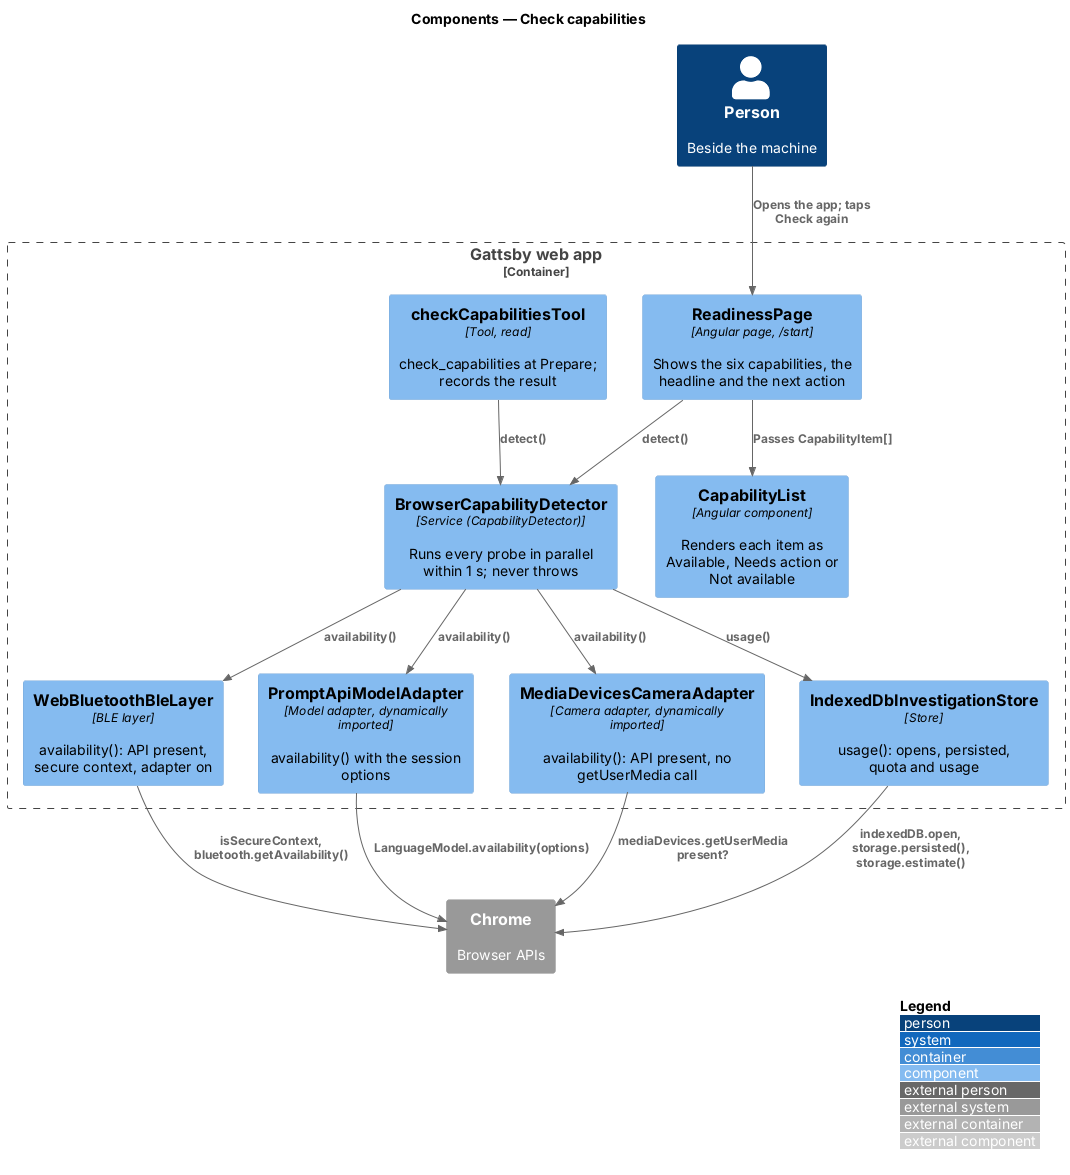 Components — Check capabilities
Person
Beside the machine
Opens the app; taps
Check again
Gattsby web app
[Container]
checkCapabilitiesTool
[Tool, read]
check_capabilities at Prepare;
records the result
ReadinessPage
[Angular page, /start]
Shows the six capabilities, the
headline and the next action
detect()
detect()
Passes CapabilityItem[]
BrowserCapabilityDetector
[Service (CapabilityDetector)]
Runs every probe in parallel
within 1 s; never throws
CapabilityList
[Angular component]
Renders each item as
Available, Needs action or
Not available
availability()
availability()
availability()
usage()
WebBluetoothBleLayer
[BLE layer]
availability(): API present,
secure context, adapter on
PromptApiModelAdapter
[Model adapter, dynamically
imported]
availability() with the session
options
MediaDevicesCameraAdapter
[Camera adapter, dynamically
imported]
availability(): API present, no
getUserMedia call
IndexedDbInvestigationStore
[Store]
usage(): opens, persisted,
quota and usage
isSecureContext,
bluetooth.getAvailability()
LanguageModel.availability(options)
mediaDevices.getUserMedia
present?
indexedDB.open,
storage.persisted(),
storage.estimate()
Chrome
Browser APIs
Legend
person
system
container
component
external person
external system
external container
external component